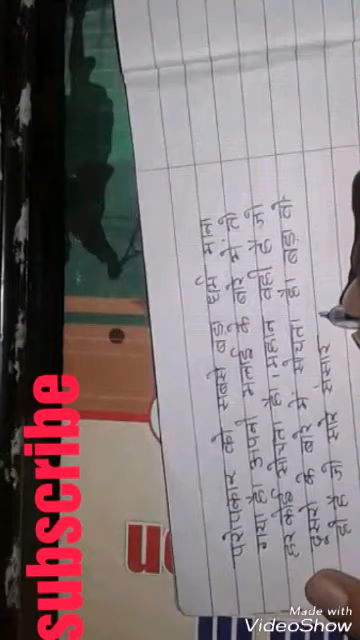 परोपकार को सबसे बड़ा धर्म माना
गया है। अपनी भलाई के बारे में तो
हर कोई सोचता है। महान वही है जो
दूसरो के बारे में सोचता है। बड़ा वो
ही है जो सारे संसार
subscribe
on
Made with
VideoShow